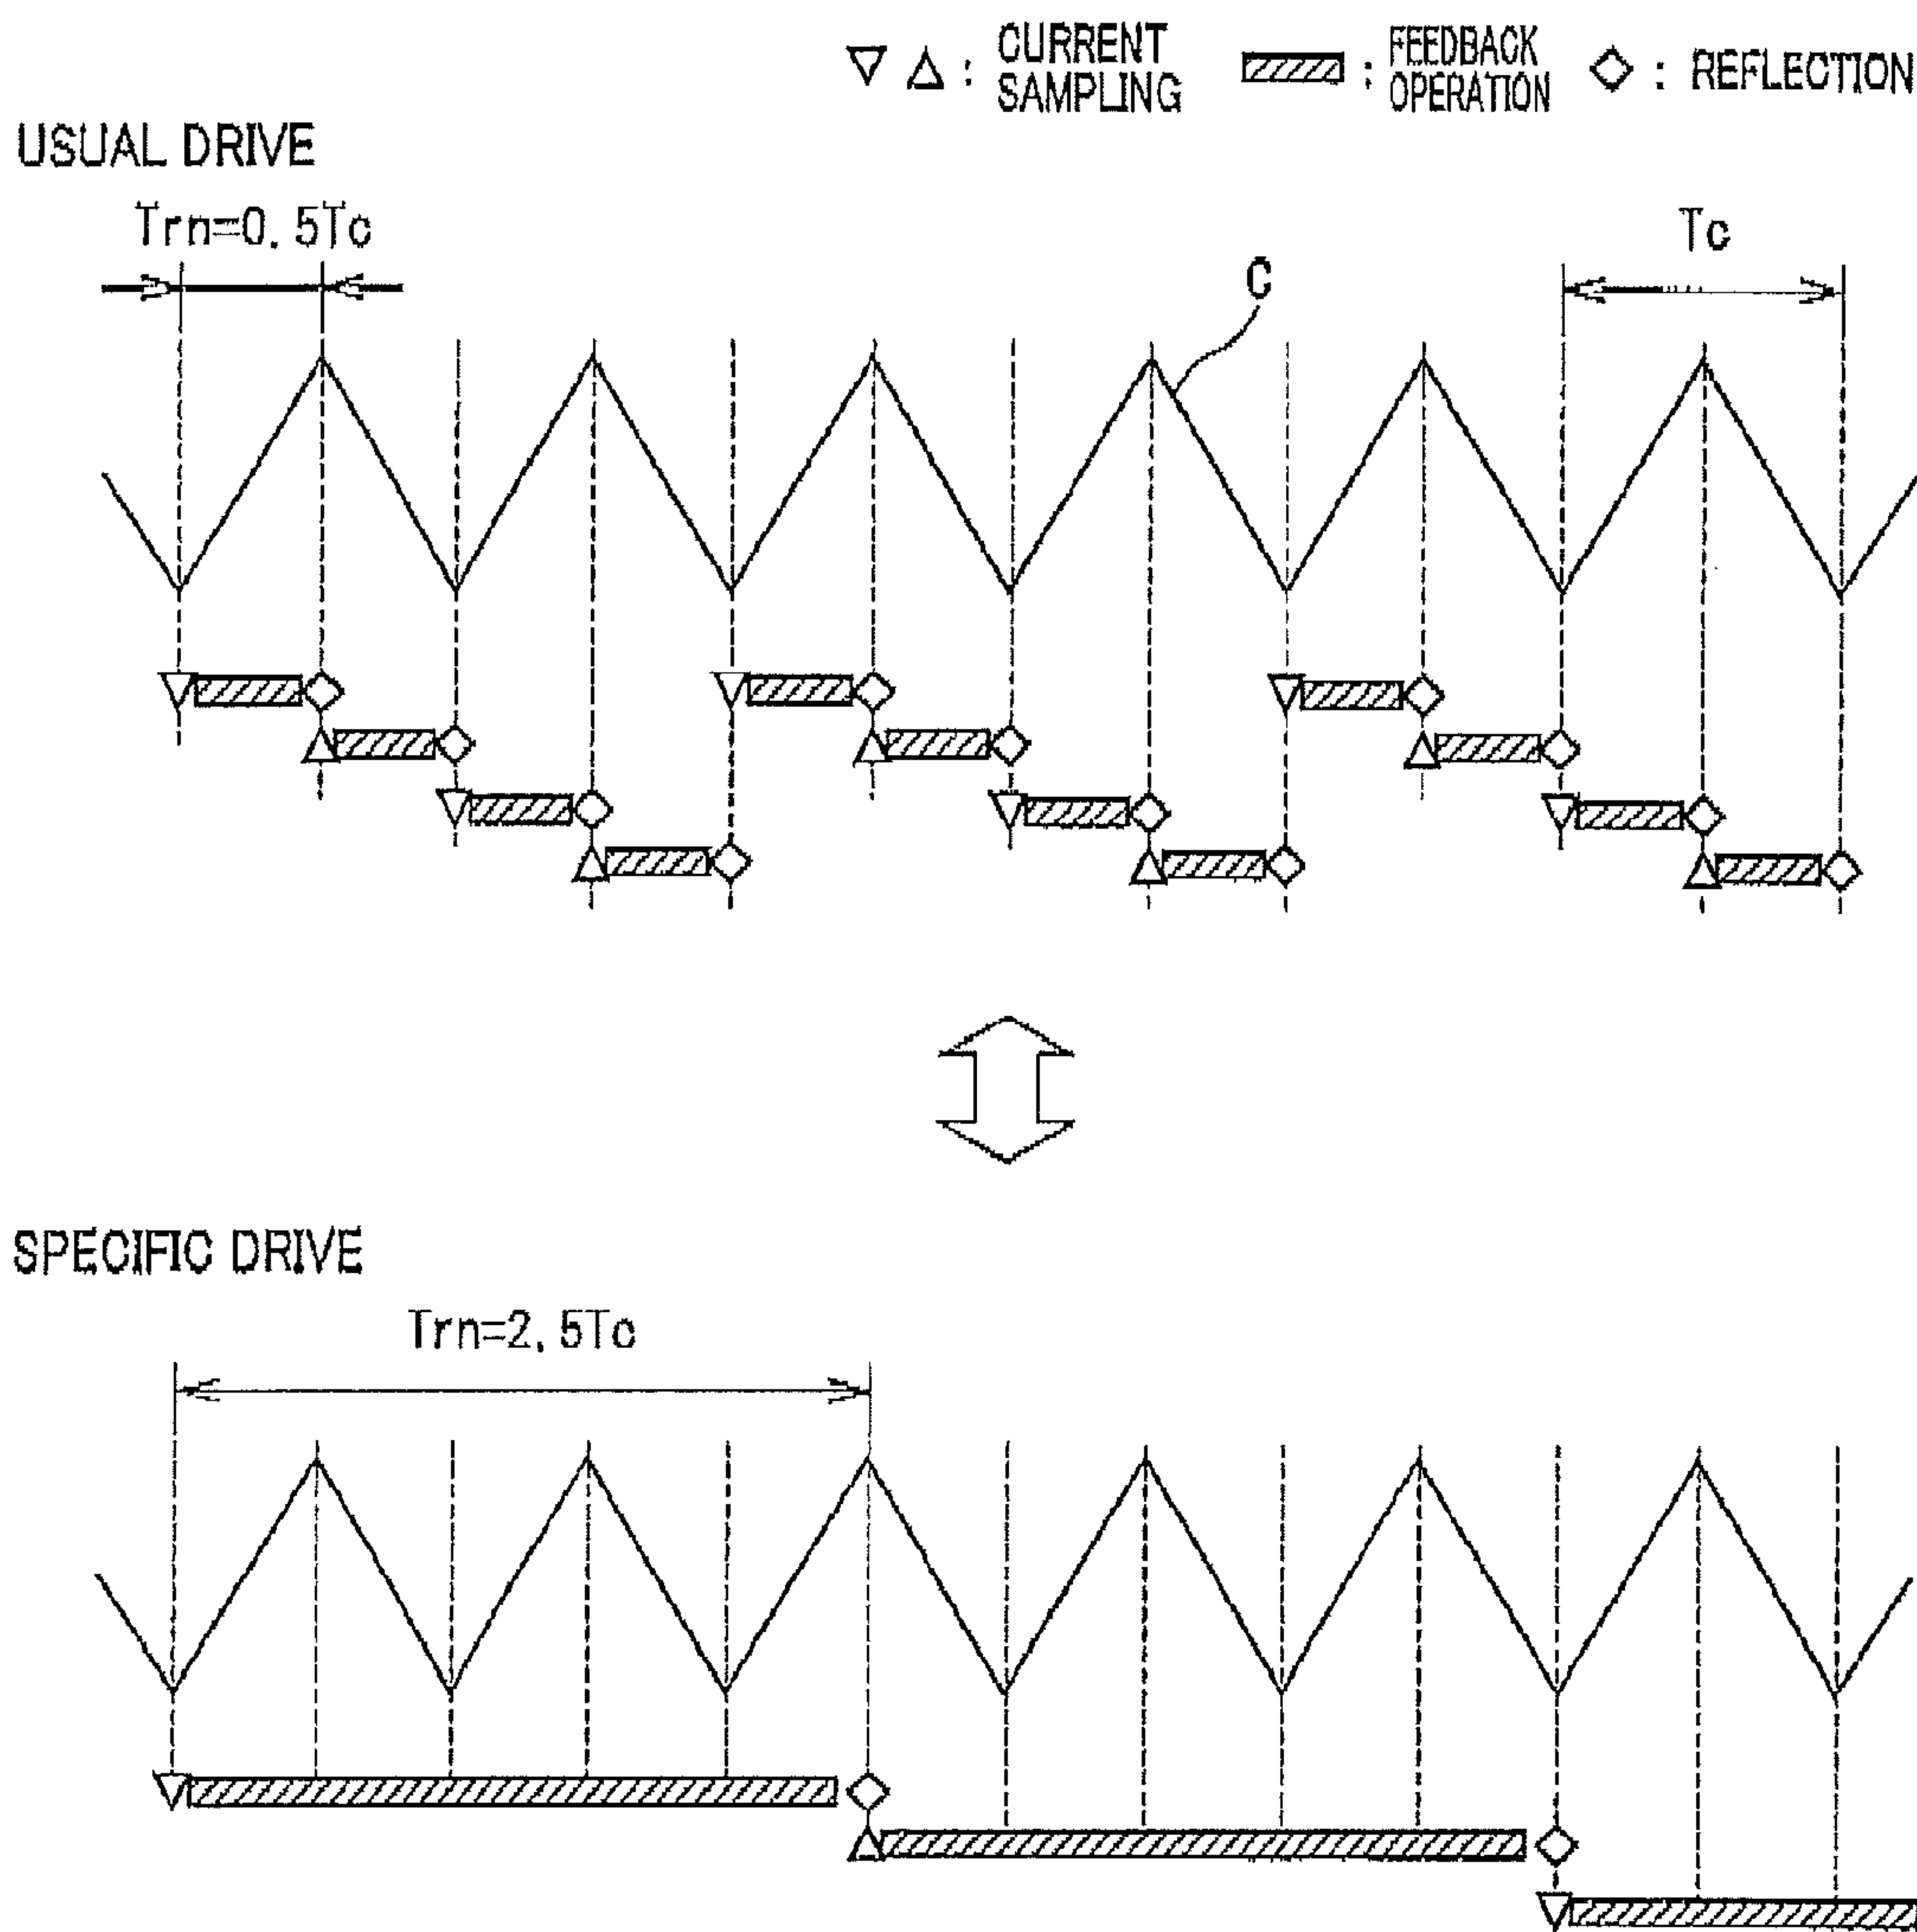 ▽ △ : CURRENT SAMPLING
: FEEDBACK OPERATION
◇ : REFLECTION
USUAL DRIVE
Trn=0.5Tc
Tc
C
SPECIFIC DRIVE
Trn=2.5Tc